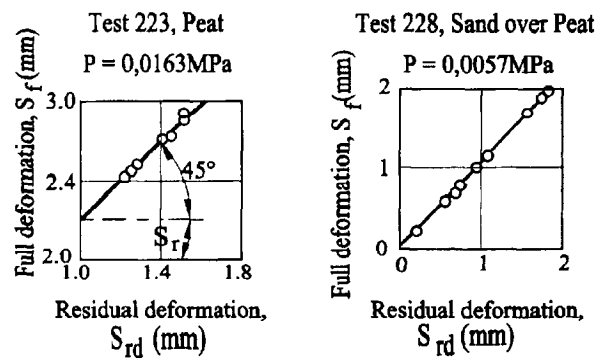 Test 223, Peat
P = 0,0163MPa
Full deformation, S_f (mm)
3.0
2.4
2.0
45°
S_r
1.0
1.4
1.8
Residual deformation,
S_rd (mm)
Test 228, Sand over Peat
P = 0,0057MPa
Full deformation, S_f (mm)
2
1
0
0
1
2
Residual deformation,
S_rd (mm)